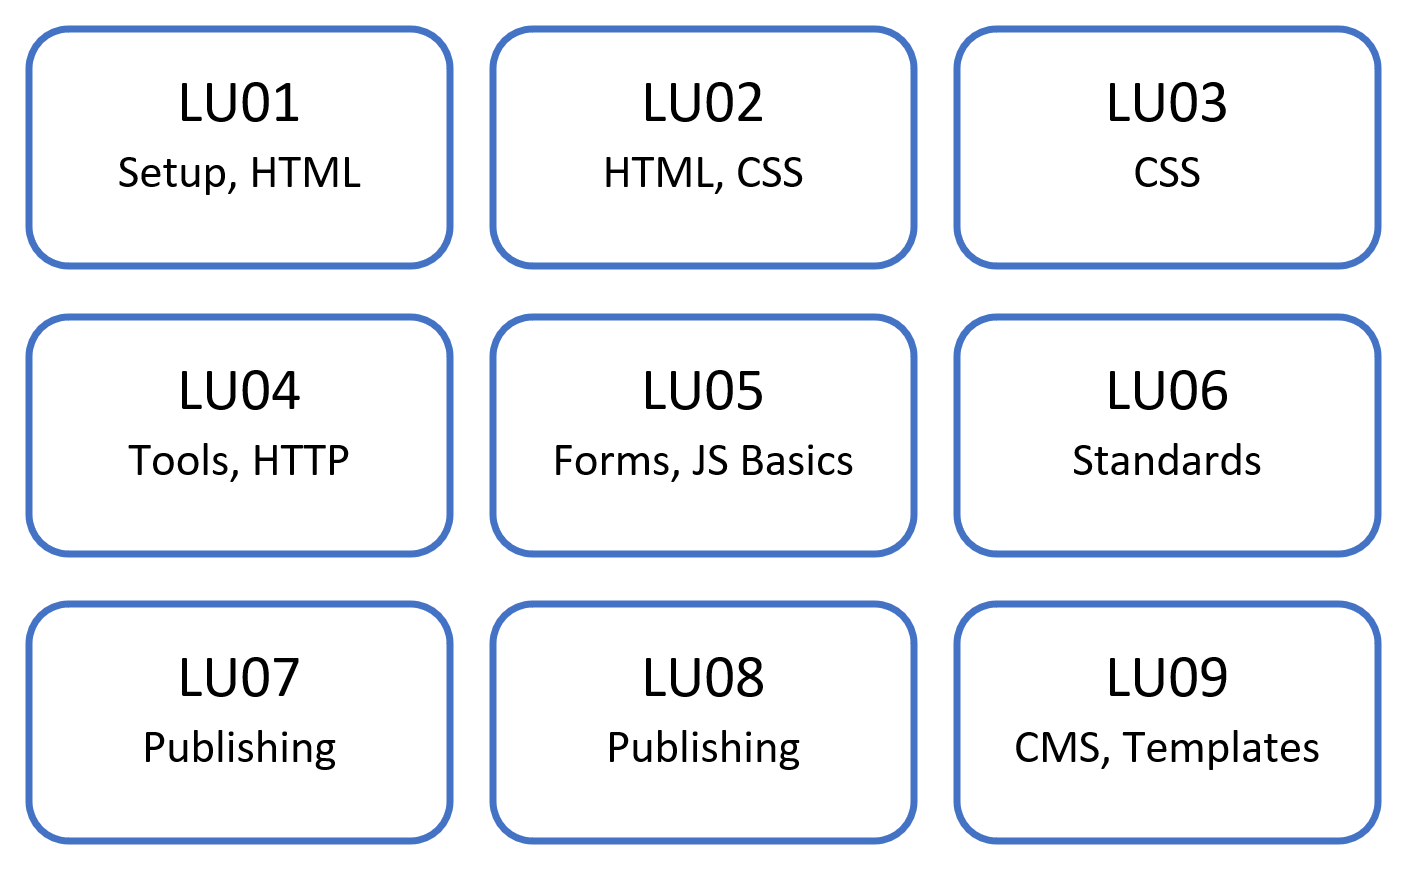 LU01
Setup, HTML
LU02
HTML, CSS
LU03
CSS
LU04
Tools, HTTP
LU05
Forms, JS Basics
LU06
Standards
LU07
Publishing
LU08
Publishing
LU09
CMS, Templates